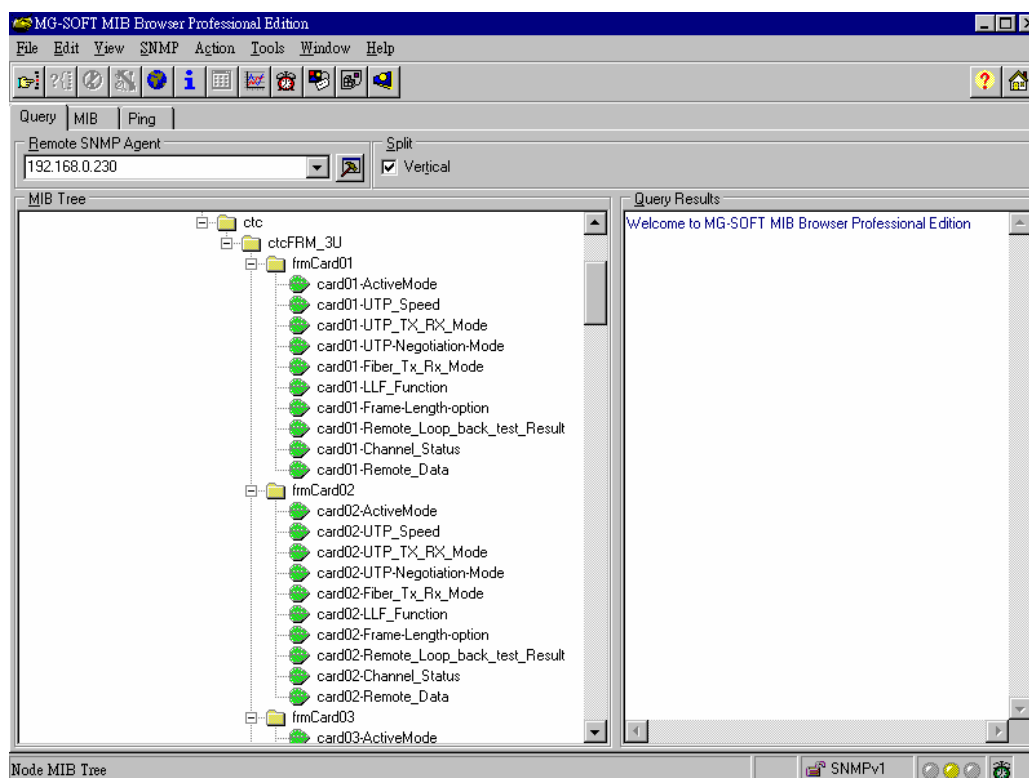 MG-SOFT MIB Browser Professional Edition
File Edit View SNMP Action Tools Window Help
Query MIB Ping
Remote SNMP Agent
192.168.0.230
Split
Vertical
MIB Tree
ctc
ctcFRM_3U
frmCard01
card01-ActiveMode
card01-UTP_Speed
card01-UTP_TX_RX_Mode
card01-UTP-Negotiation-Mode
card01-Fiber_Tx_Rx_Mode
card01-LLF_Function
card01-Frame-Length-option
card01-Remote_Loop_back_test_Result
card01-Channel_Status
card01-Remote_Data
frmCard02
card02-ActiveMode
card02-UTP_Speed
card02-UTP_TX_RX_Mode
card02-UTP-Negotiation-Mode
card02-Fiber_Tx_Rx_Mode
card02-LLF_Function
card02-Frame-Length-option
card02-Remote_Loop_back_test_Result
card02-Channel_Status
card02-Remote_Data
frmCard03
card03-ActiveMode
Query Results
Welcome to MG-SOFT MIB Browser Professional Edition
Node MIB Tree
SNMPv1